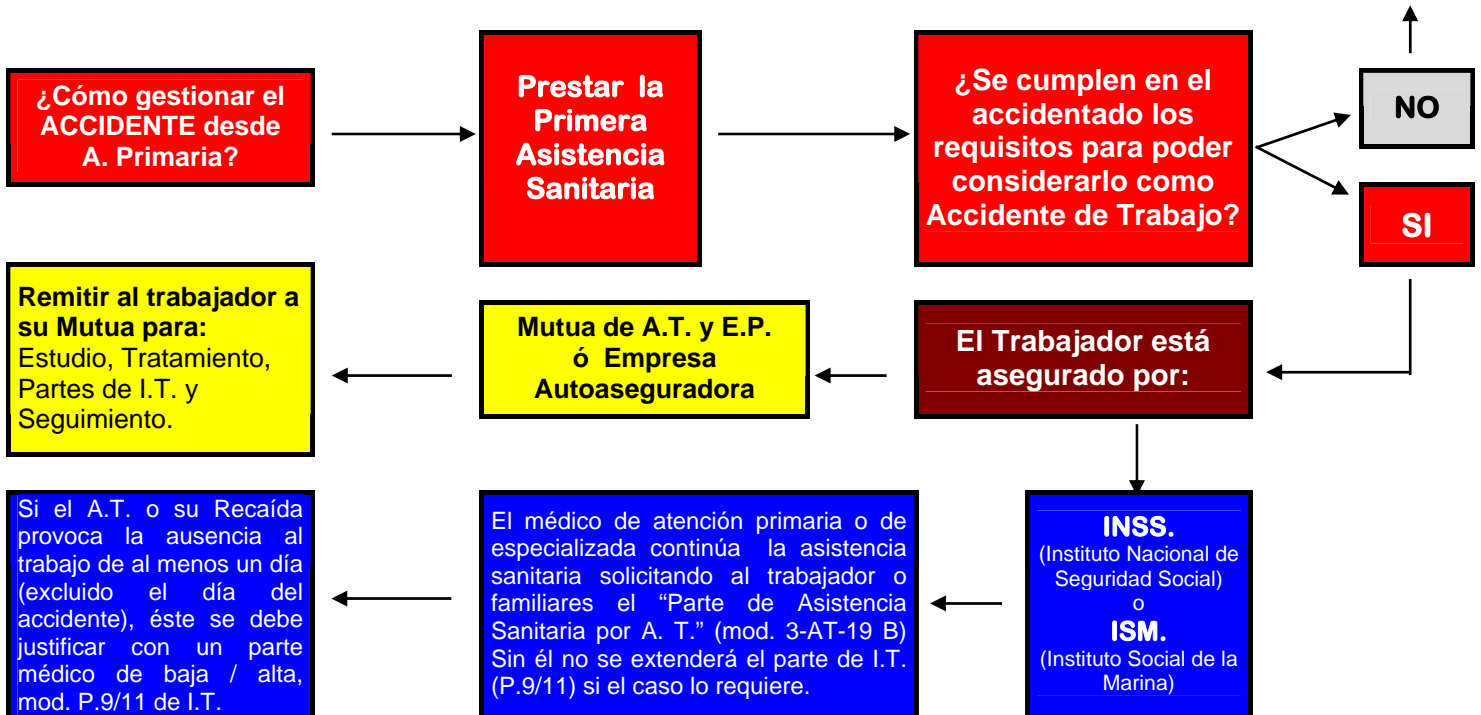 ¿Cómo gestionar el
ACCIDENTE desde
A. Primaria?
Prestar la
Primera
Asistencia
Sanitaria
¿Se cumplen en el
accidentado los
requisitos para poder
considerarlo como
Accidente de Trabajo?
NO
SI
El Trabajador está
asegurado por:
Mutua de A.T. y E.P.
ó Empresa
Autoaseguradora
Remitir al trabajador a
su Mutua para:
Estudio, Tratamiento,
Partes de I.T. y
Seguimiento.
INSS.
(Instituto Nacional de
Seguridad Social)
o
ISM.
(Instituto Social de la
Marina)
El médico de atención primaria o de
especializada continúa la asistencia
sanitaria solicitando al trabajador o
familiares el “Parte de Asistencia
Sanitaria por A. T.” (mod. 3-AT-19 B)
Sin él no se extenderá el parte de I.T.
(P.9/11) si el caso lo requiere.
Si el A.T. o su Recaída
provoca la ausencia al
trabajo de al menos un día
(excluido el día del
accidente), éste se debe
justificar con un parte
médico de baja / alta,
mod. P.9/11 de I.T.